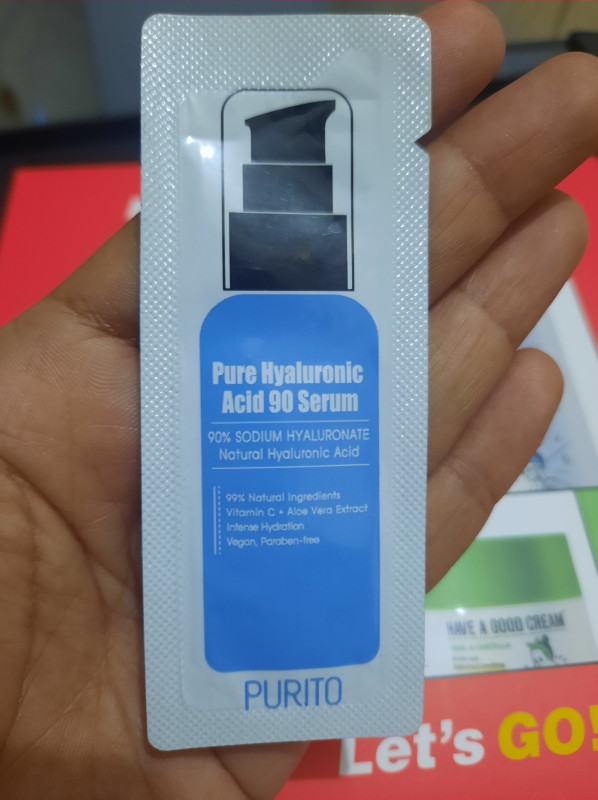 Pure Hyaluronic
Acid 90 Serum
90% SODIUM HYALURONATE
Natural Hyaluronic Acid
99% Natural Ingredients
Vitamin C + Aloe Vera Extract
Intense Hydration
Vegan, Paraben-free
PURITO
HAVE A GOOD CREAM
Let's GO!